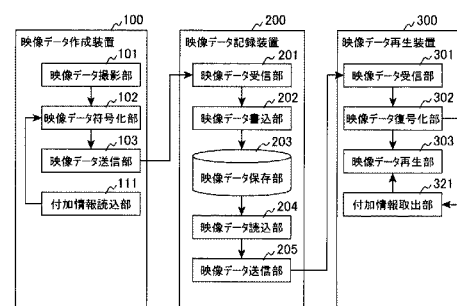 100
映像データ作成装置
101
映像データ撮影部
102
映像データ符号化部
103
映像データ送信部
111
付加情報読込部
200
映像データ記録装置
201
映像データ受信部
202
映像データ書込部
203
映像データ保存部
204
映像データ読込部
205
映像データ送信部
300
映像データ再生装置
301
映像データ受信部
302
映像データ復号化部
303
映像データ再生部
321
付加情報取出部